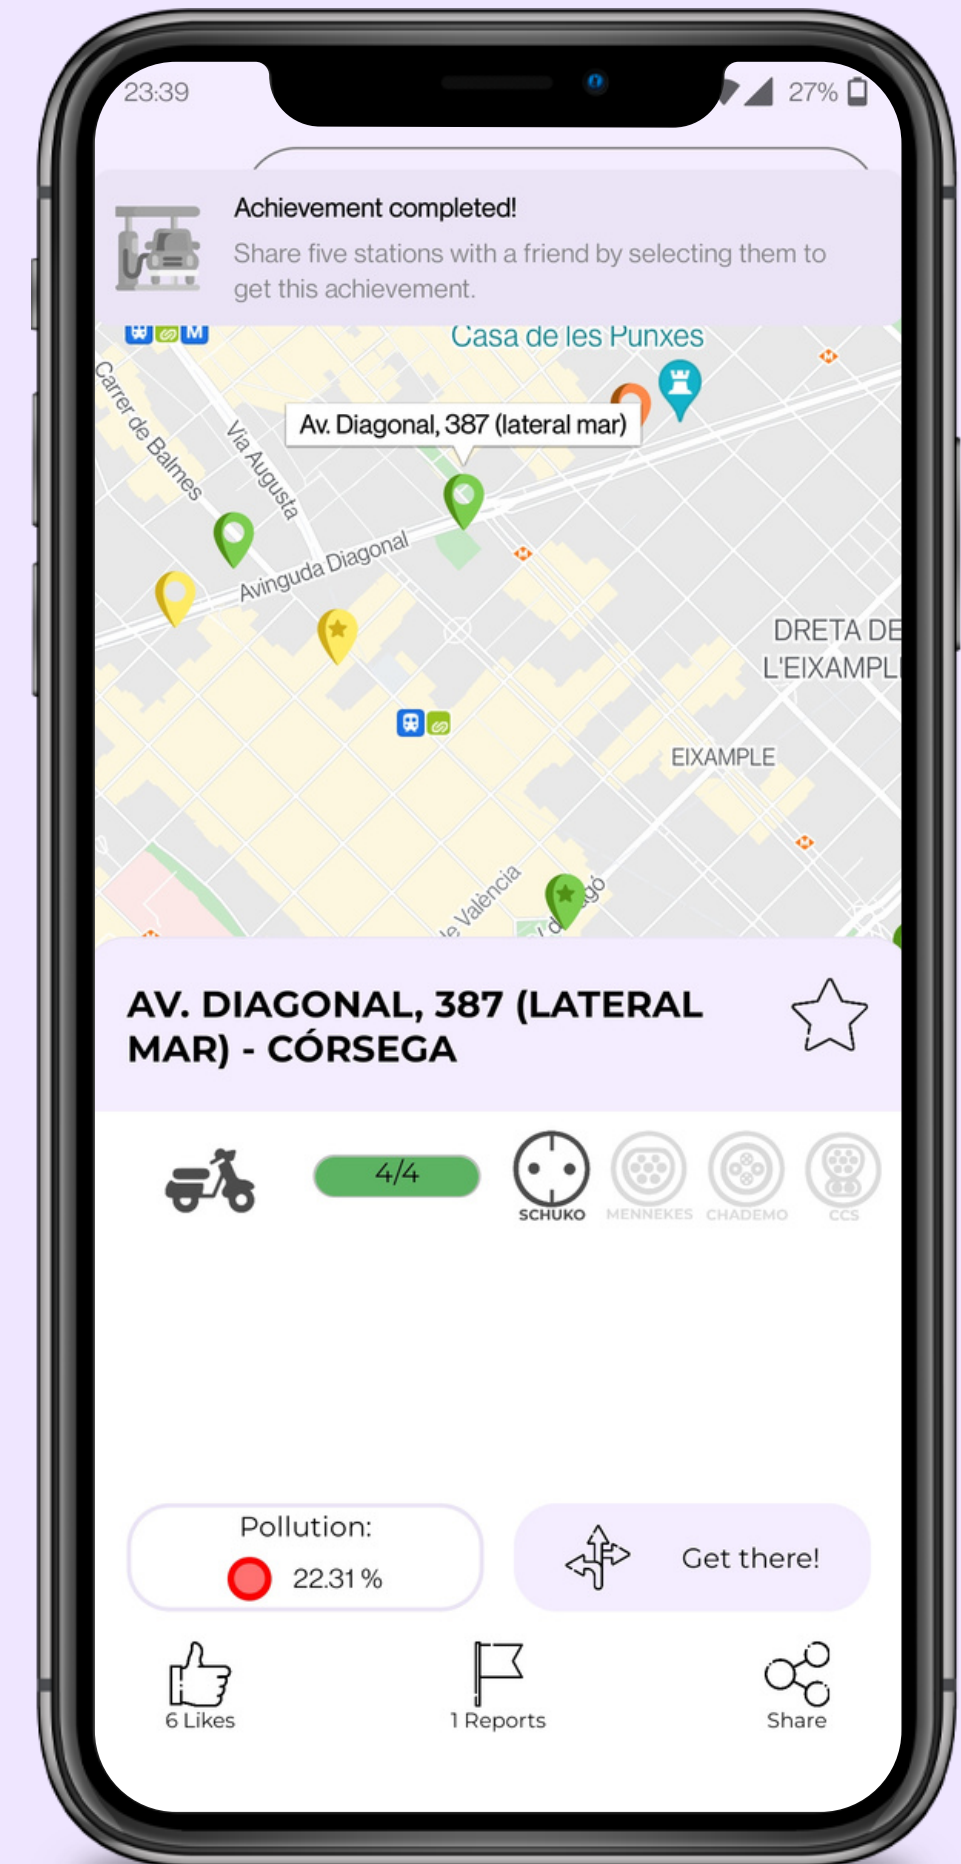 23:39
27%
Achievement completed!
Share five stations with a friend by selecting them to
get this achievement.
M
Casa de les Punxes
M
Carrer de Balmes
Via Augusta
Av. Diagonal, 387 (lateral mar)
Avinguda Diagonal
M
DRETA DE
L'EIXAMPL
EIXAMPLE
M
de València
AV. DIAGONAL, 387 (LATERAL
MAR) - CÓRSEGA
4/4
SCHUKO
MENNEKES
CHADEMO
CCS
Pollution:
22.31 %
Get there!
6 Likes
1 Reports
Share